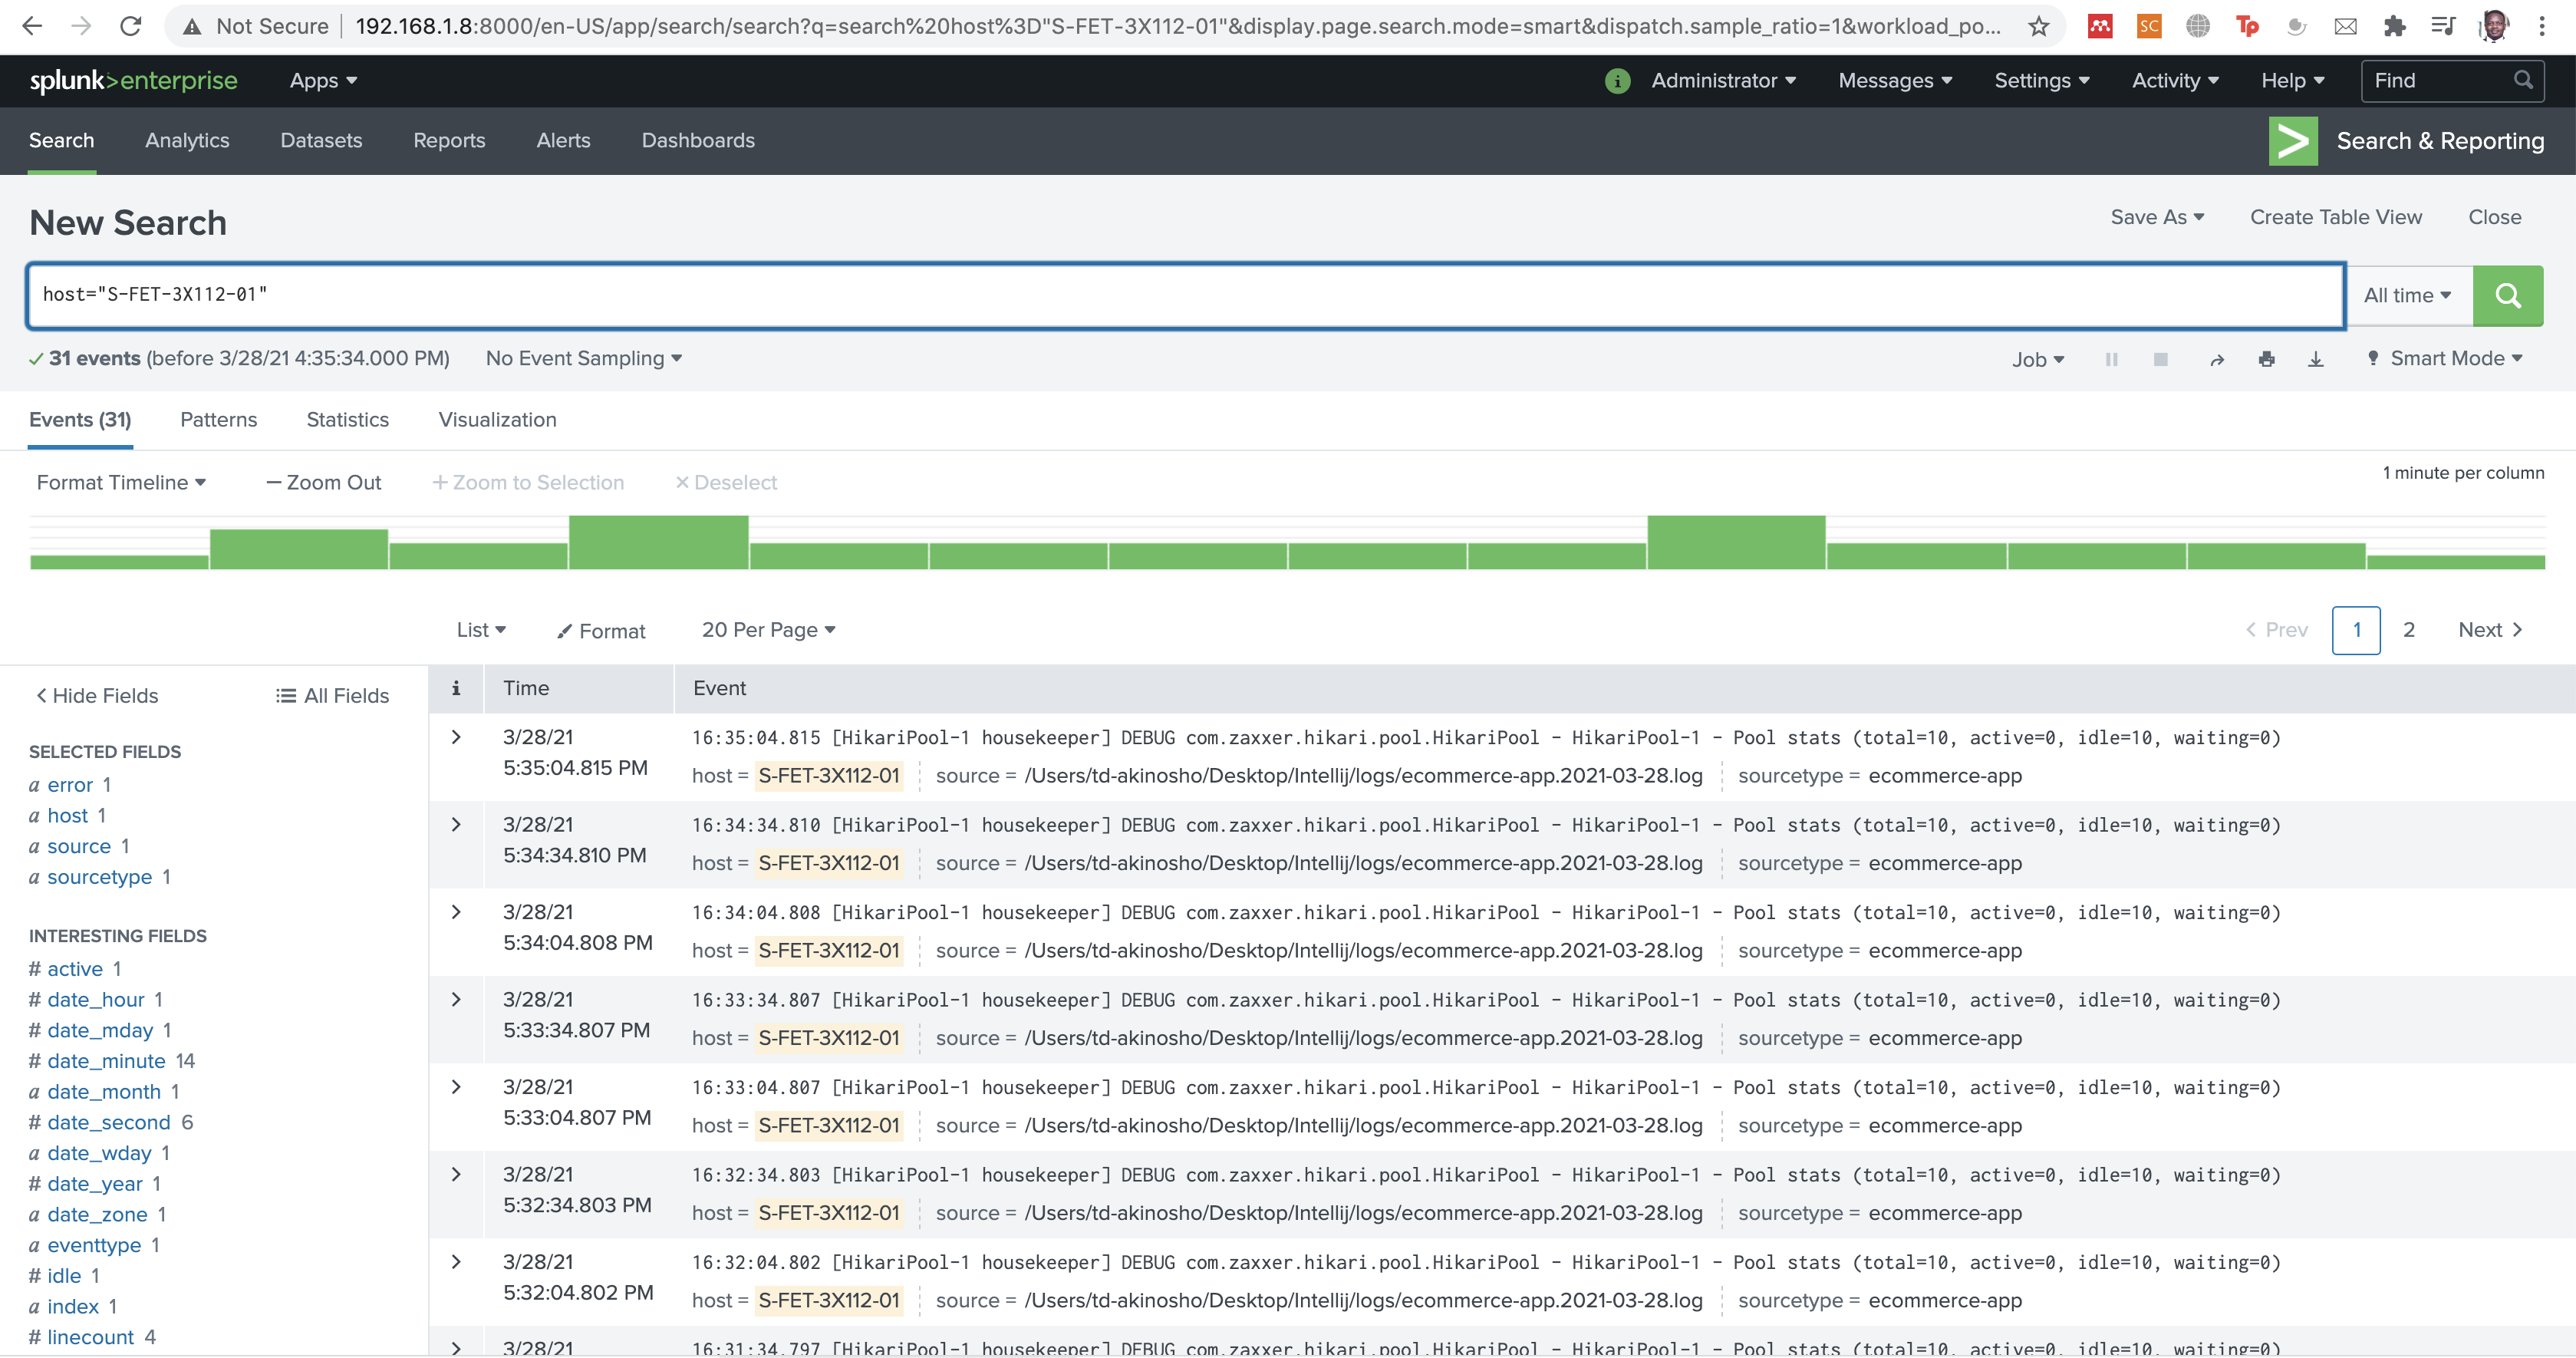 Not Secure 192.168.1.8:8000/en-US/app/search/search?q=search%20host%3D"S-FET-3X112-01"&display.page.search.mode=smart&dispatch.sample_ratio=1&workload_po...
SC
Tp
splunk>enterprise Apps Administrator Messages Settings Activity Help Find
Search Analytics Datasets Reports Alerts Dashboards Search & Reporting
New Search Save As Create Table View Close
host="S-FET-3X112-01" All time
31 events (before 3/28/21 4:35:34.000 PM) No Event Sampling Job Smart Mode
Events (31) Patterns Statistics Visualization
Format Timeline — Zoom Out + Zoom to Selection × Deselect 1 minute per column
List Format 20 Per Page < Prev 1 2 Next >
< Hide Fields All Fields
i Time Event
SELECTED FIELDS
a error 1
a host 1
a source 1
a sourcetype 1
INTERESTING FIELDS
# active 1
# date_hour 1
# date_mday 1
# date_minute 14
a date_month 1
# date_second 6
a date_wday 1
# date_year 1
a date_zone 1
a eventtype 1
# idle 1
a index 1
# linecount 4
3/28/21 16:35:04.815 [HikariPool-1 housekeeper] DEBUG com.zaxxer.hikari.pool.HikariPool - HikariPool-1 - Pool stats (total=10, active=0, idle=10, waiting=0)
5:35:04.815 PM host = S-FET-3X112-01 source = /Users/td-akinosho/Desktop/Intellij/logs/ecommerce-app.2021-03-28.log sourcetype = ecommerce-app
3/28/21 16:34:34.810 [HikariPool-1 housekeeper] DEBUG com.zaxxer.hikari.pool.HikariPool - HikariPool-1 - Pool stats (total=10, active=0, idle=10, waiting=0)
5:34:34.810 PM host = S-FET-3X112-01 source = /Users/td-akinosho/Desktop/Intellij/logs/ecommerce-app.2021-03-28.log sourcetype = ecommerce-app
3/28/21 16:34:04.808 [HikariPool-1 housekeeper] DEBUG com.zaxxer.hikari.pool.HikariPool - HikariPool-1 - Pool stats (total=10, active=0, idle=10, waiting=0)
5:34:04.808 PM host = S-FET-3X112-01 source = /Users/td-akinosho/Desktop/Intellij/logs/ecommerce-app.2021-03-28.log sourcetype = ecommerce-app
3/28/21 16:33:34.807 [HikariPool-1 housekeeper] DEBUG com.zaxxer.hikari.pool.HikariPool - HikariPool-1 - Pool stats (total=10, active=0, idle=10, waiting=0)
5:33:34.807 PM host = S-FET-3X112-01 source = /Users/td-akinosho/Desktop/Intellij/logs/ecommerce-app.2021-03-28.log sourcetype = ecommerce-app
3/28/21 16:33:04.807 [HikariPool-1 housekeeper] DEBUG com.zaxxer.hikari.pool.HikariPool - HikariPool-1 - Pool stats (total=10, active=0, idle=10, waiting=0)
5:33:04.807 PM host = S-FET-3X112-01 source = /Users/td-akinosho/Desktop/Intellij/logs/ecommerce-app.2021-03-28.log sourcetype = ecommerce-app
3/28/21 16:32:34.803 [HikariPool-1 housekeeper] DEBUG com.zaxxer.hikari.pool.HikariPool - HikariPool-1 - Pool stats (total=10, active=0, idle=10, waiting=0)
5:32:34.803 PM host = S-FET-3X112-01 source = /Users/td-akinosho/Desktop/Intellij/logs/ecommerce-app.2021-03-28.log sourcetype = ecommerce-app
3/28/21 16:32:04.802 [HikariPool-1 housekeeper] DEBUG com.zaxxer.hikari.pool.HikariPool - HikariPool-1 - Pool stats (total=10, active=0, idle=10, waiting=0)
5:32:04.802 PM host = S-FET-3X112-01 source = /Users/td-akinosho/Desktop/Intellij/logs/ecommerce-app.2021-03-28.log sourcetype = ecommerce-app
3/28/21 16:31:34.797 [HikariPool-1 housekeeper] DEBUG com.zaxxer.hikari.pool.HikariPool - HikariPool-1 - Pool stats (total=10, active=0, idle=10, waiting=0)